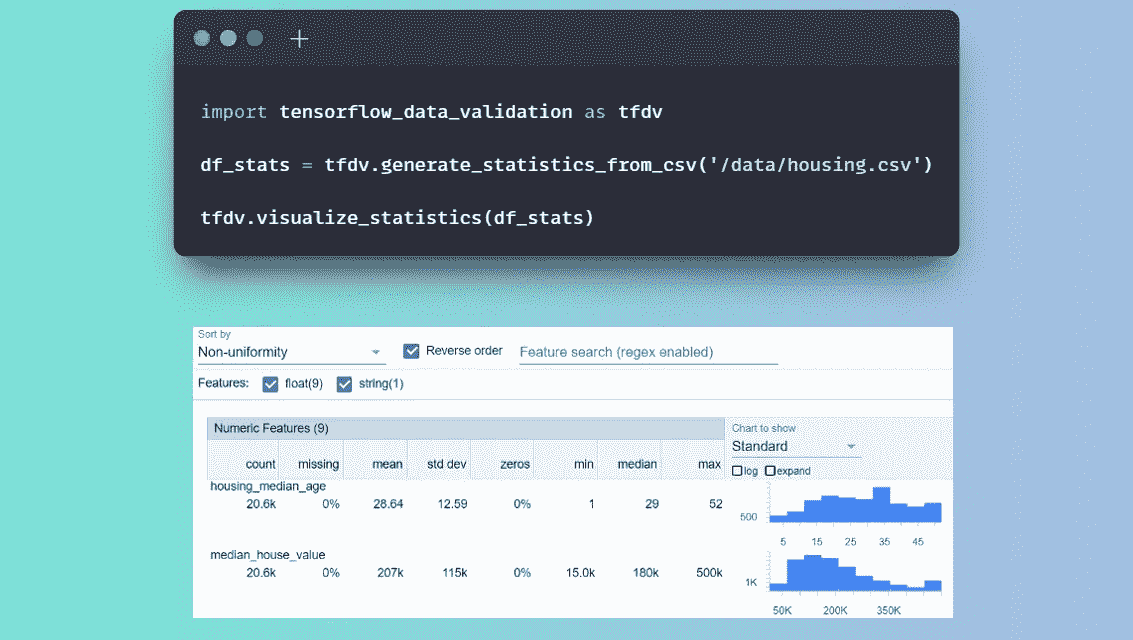 import tensorflow_data_validation as tfdv
df_stats = tfdv.generate_statistics_from_csv('/data/housing.csv')
tfdv.visualize_statistics(df_stats)
Sort by
Non-uniformity
Reverse order
Feature search (regex enabled)
Features: float(9) string(1)
Numeric Features (9)
Chart to show
Standard
count missing mean std dev zeros min median max
log expand
housing_median_age
20.6k 0% 28.64 12.59 0% 1 29 52
500
5 15 25 35 45
median_house_value
20.6k 0% 207k 115k 0% 15.0k 180k 500k
1K
50K 200K 350K